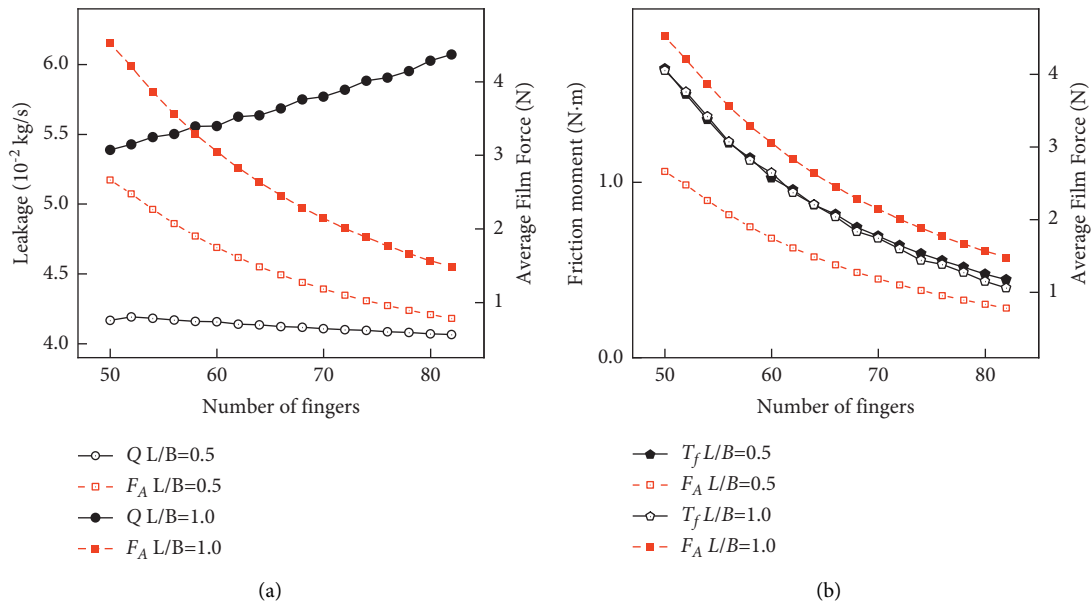 6.0
5.5
5.0
4.5
4.0
Leakage (10⁻² kg/s)
4
3
2
1
Average Film Force (N)
50
60
70
80
Number of fingers
Q L/B=0.5
F_A L/B=0.5
Q L/B=1.0
F_A L/B=1.0
(a)
1.0
0.0
Friction moment (N·m)
4
3
2
1
Average Film Force (N)
50
60
70
80
Number of fingers
T_f L/B=0.5
F_A L/B=0.5
T_f L/B=1.0
F_A L/B=1.0
(b)